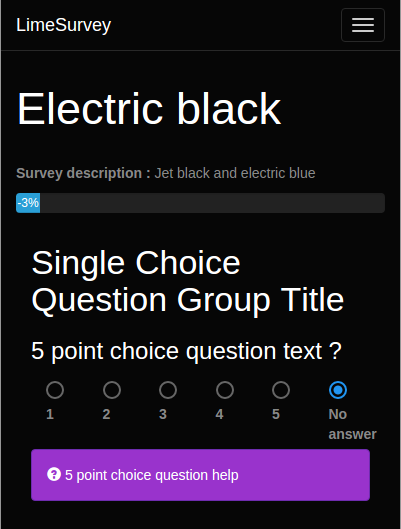 LimeSurvey
Electric black
Survey description : Jet black and electric blue
-3%
Single Choice
Question Group Title
5 point choice question text ?
1 2 3 4 5 No
answer
5 point choice question help